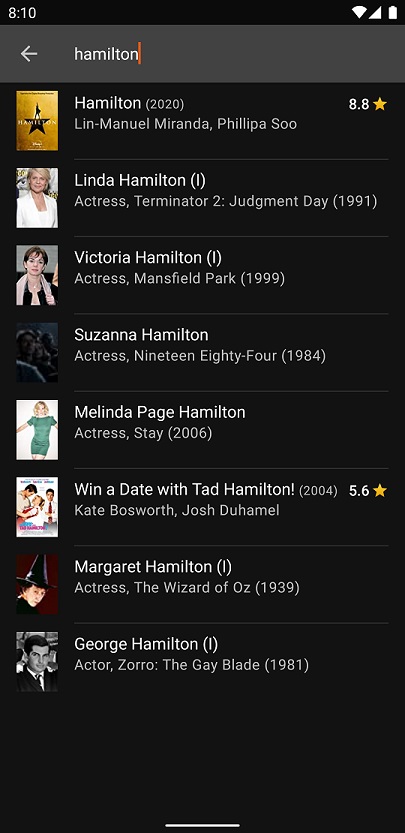 8:10
hamilton
HAMILTON
Hamilton (2020) 8.8
Lin-Manuel Miranda, Phillipa Soo
Linda Hamilton (I)
Actress, Terminator 2: Judgment Day (1991)
Victoria Hamilton (I)
Actress, Mansfield Park (1999)
Suzanna Hamilton
Actress, Nineteen Eighty-Four (1984)
Melinda Page Hamilton
Actress, Stay (2006)
Win a Date with Tad Hamilton! (2004) 5.6
Kate Bosworth, Josh Duhamel
Margaret Hamilton (I)
Actress, The Wizard of Oz (1939)
George Hamilton (I)
Actor, Zorro: The Gay Blade (1981)